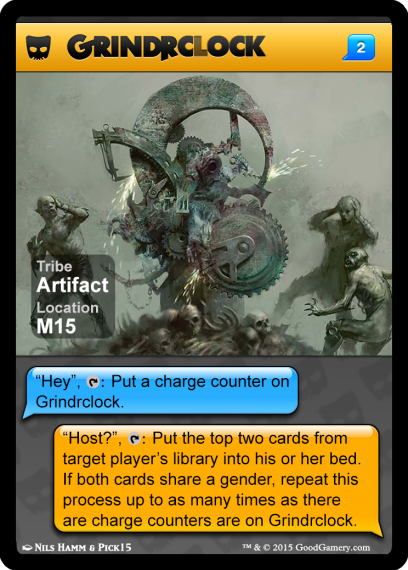 GRINDRCLOCK
2
Tribe
Artifact
Location
M15
“Hey”, : Put a charge counter on
Grindrclock.
“Host?”, : Put the top two cards from
target player’s library into his or her bed.
If both cards share a gender, repeat this
process up to as many times as there
are charge counters are on Grindrclock.
NILS HAMM & PICK15
™ & © 2015 GoodGamery.com